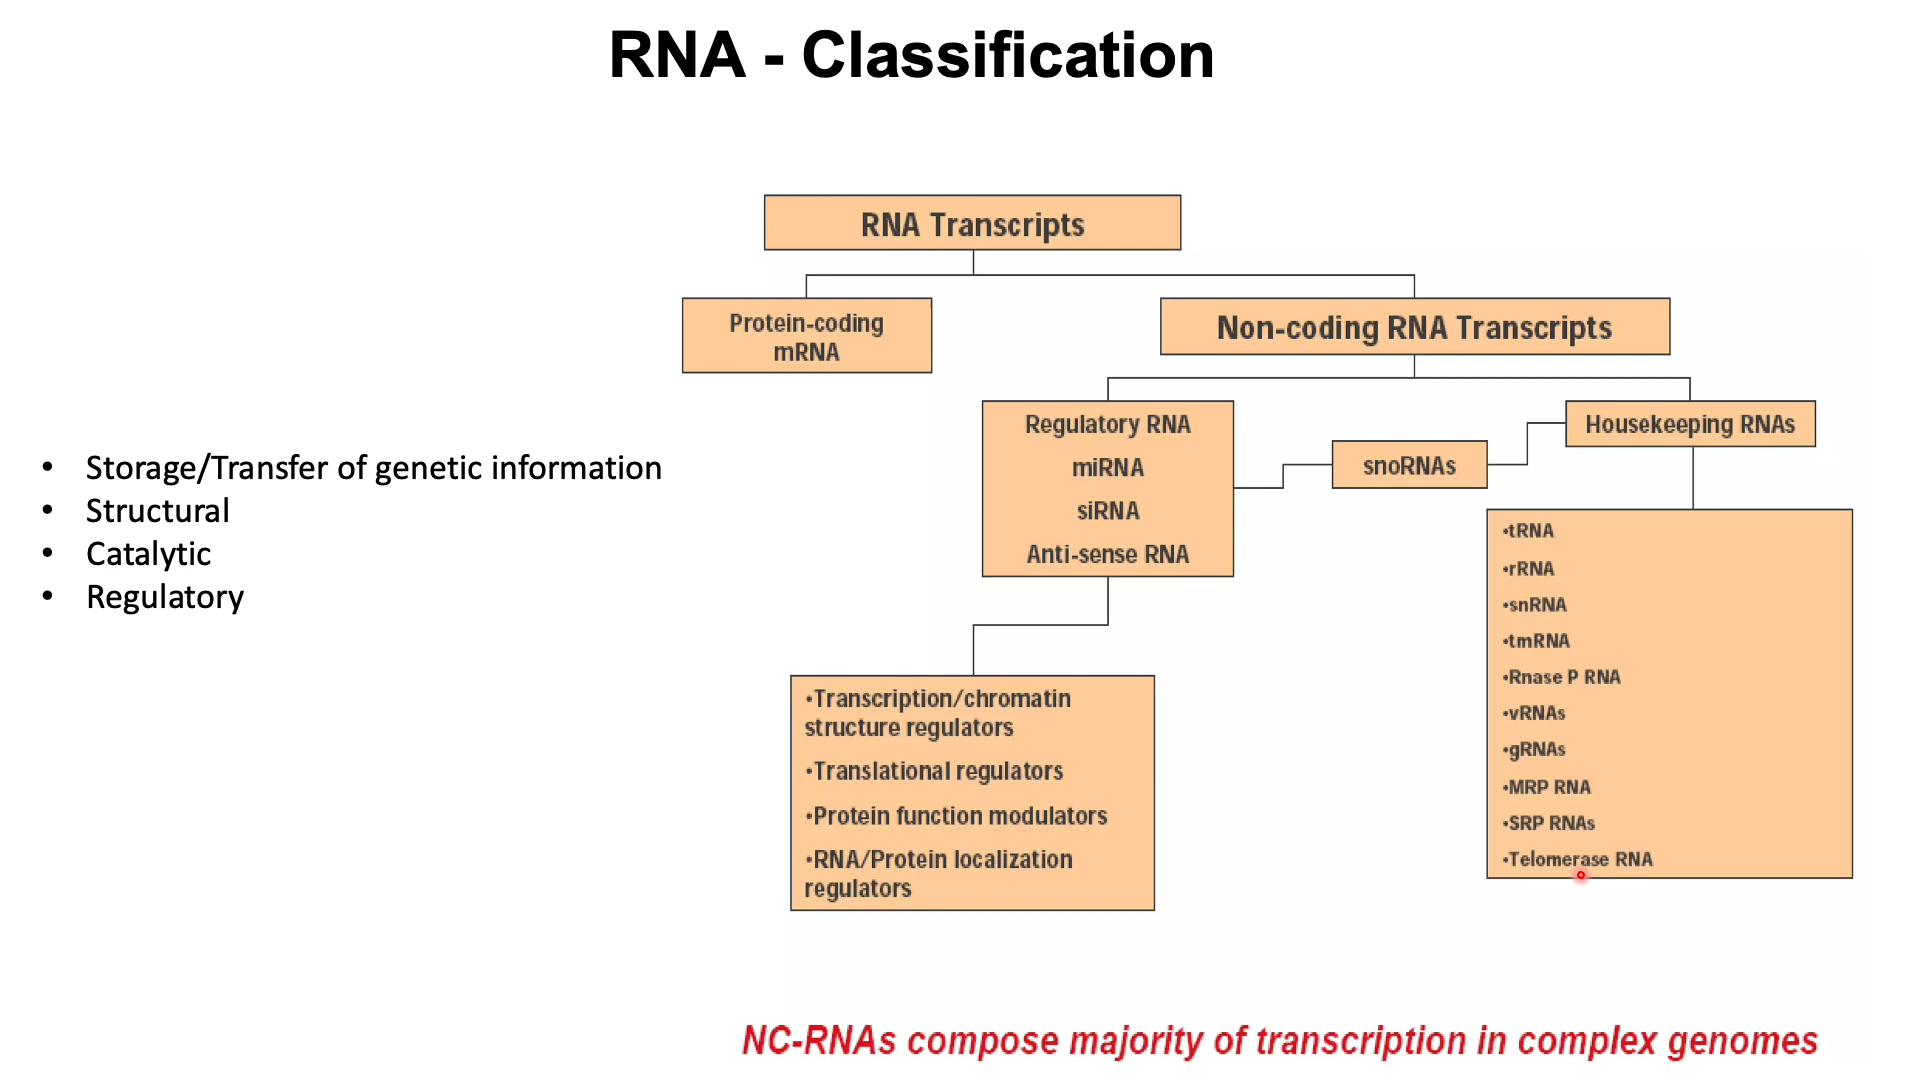 RNA - Classification
• Storage/Transfer of genetic information
• Structural
• Catalytic
• Regulatory
RNA Transcripts
Protein-coding
mRNA
Non-coding RNA Transcripts
Regulatory RNA
miRNA
siRNA
Anti-sense RNA
snoRNAs
Housekeeping RNAs
•tRNA
•rRNA
•snRNA
•tmRNA
•Rnase P RNA
•vRNAs
•gRNAs
•MRP RNA
•SRP RNAs
•Telomerase RNA
•Transcription/chromatin
structure regulators
•Translational regulators
•Protein function modulators
•RNA/Protein localization
regulators
NC-RNAs compose majority of transcription in complex genomes